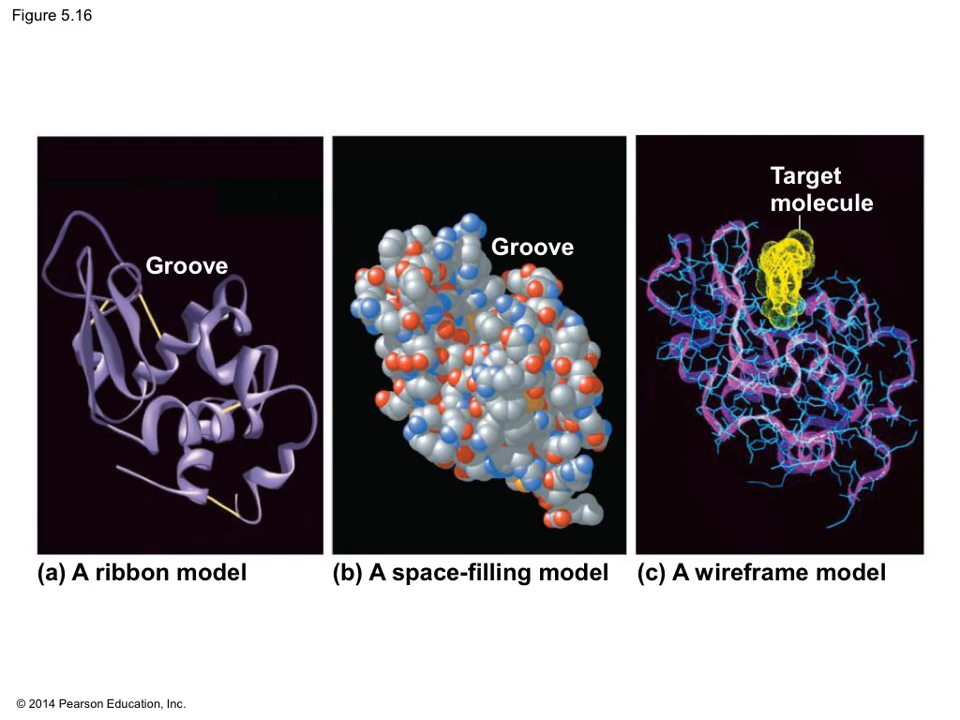 Figure 5.16
Groove
Groove
Target
molecule
(a) A ribbon model
(b) A space-filling model
(c) A wireframe model
© 2014 Pearson Education, Inc.